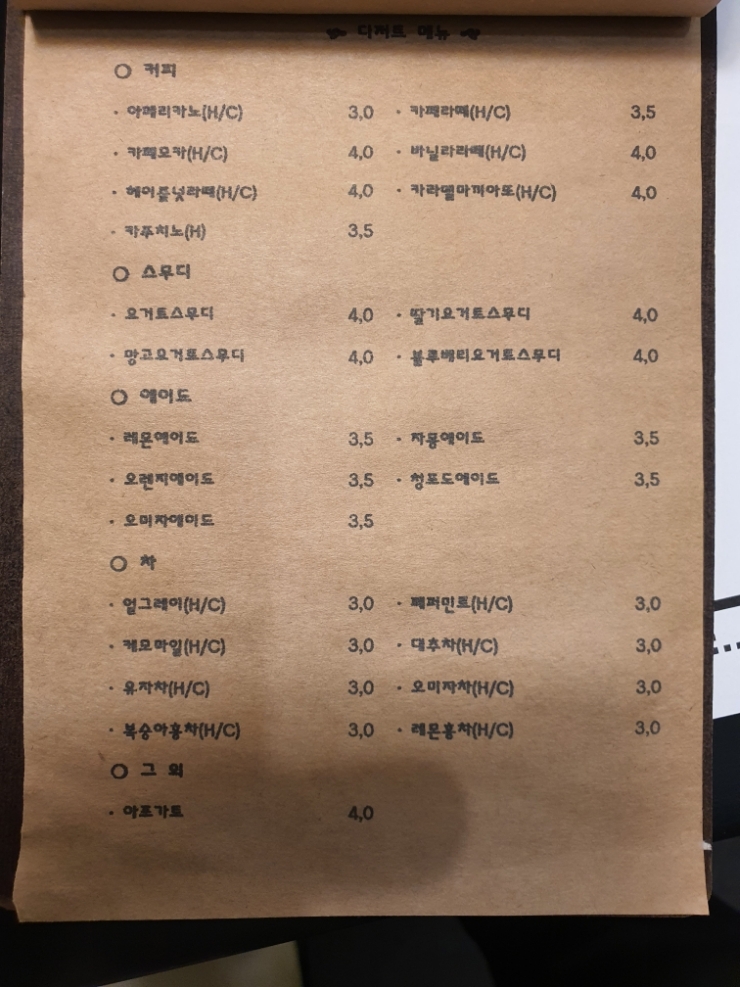 디저트 메뉴
○ 커피
· 아메리카노(H/C) 3,0 · 카페라떼(H/C) 3,5
· 카페모카(H/C) 4,0 · 바닐라라떼(H/C) 4,0
· 헤이즐넛라떼(H/C) 4,0 · 카라멜마끼아또(H/C) 4,0
· 카푸치노(H) 3,5
○ 스무디
· 요거트스무디 4,0 · 딸기요거트스무디 4,0
· 망고요거트스무디 4,0 · 블루베리요거트스무디 4,0
○ 에이드
· 레몬에이드 3,5 · 자몽에이드 3,5
· 오렌지에이드 3,5 · 청포도에이드 3,5
· 오미자에이드 3,5
○ 차
· 얼그레이(H/C) 3,0 · 페퍼민트(H/C) 3,0
· 케모마일(H/C) 3,0 · 대추차(H/C) 3,0
· 유자차(H/C) 3,0 · 오미자차(H/C) 3,0
· 복숭아홍차(H/C) 3,0 · 레몬홍차(H/C) 3,0
○ 그 외
· 아포가토 4,0